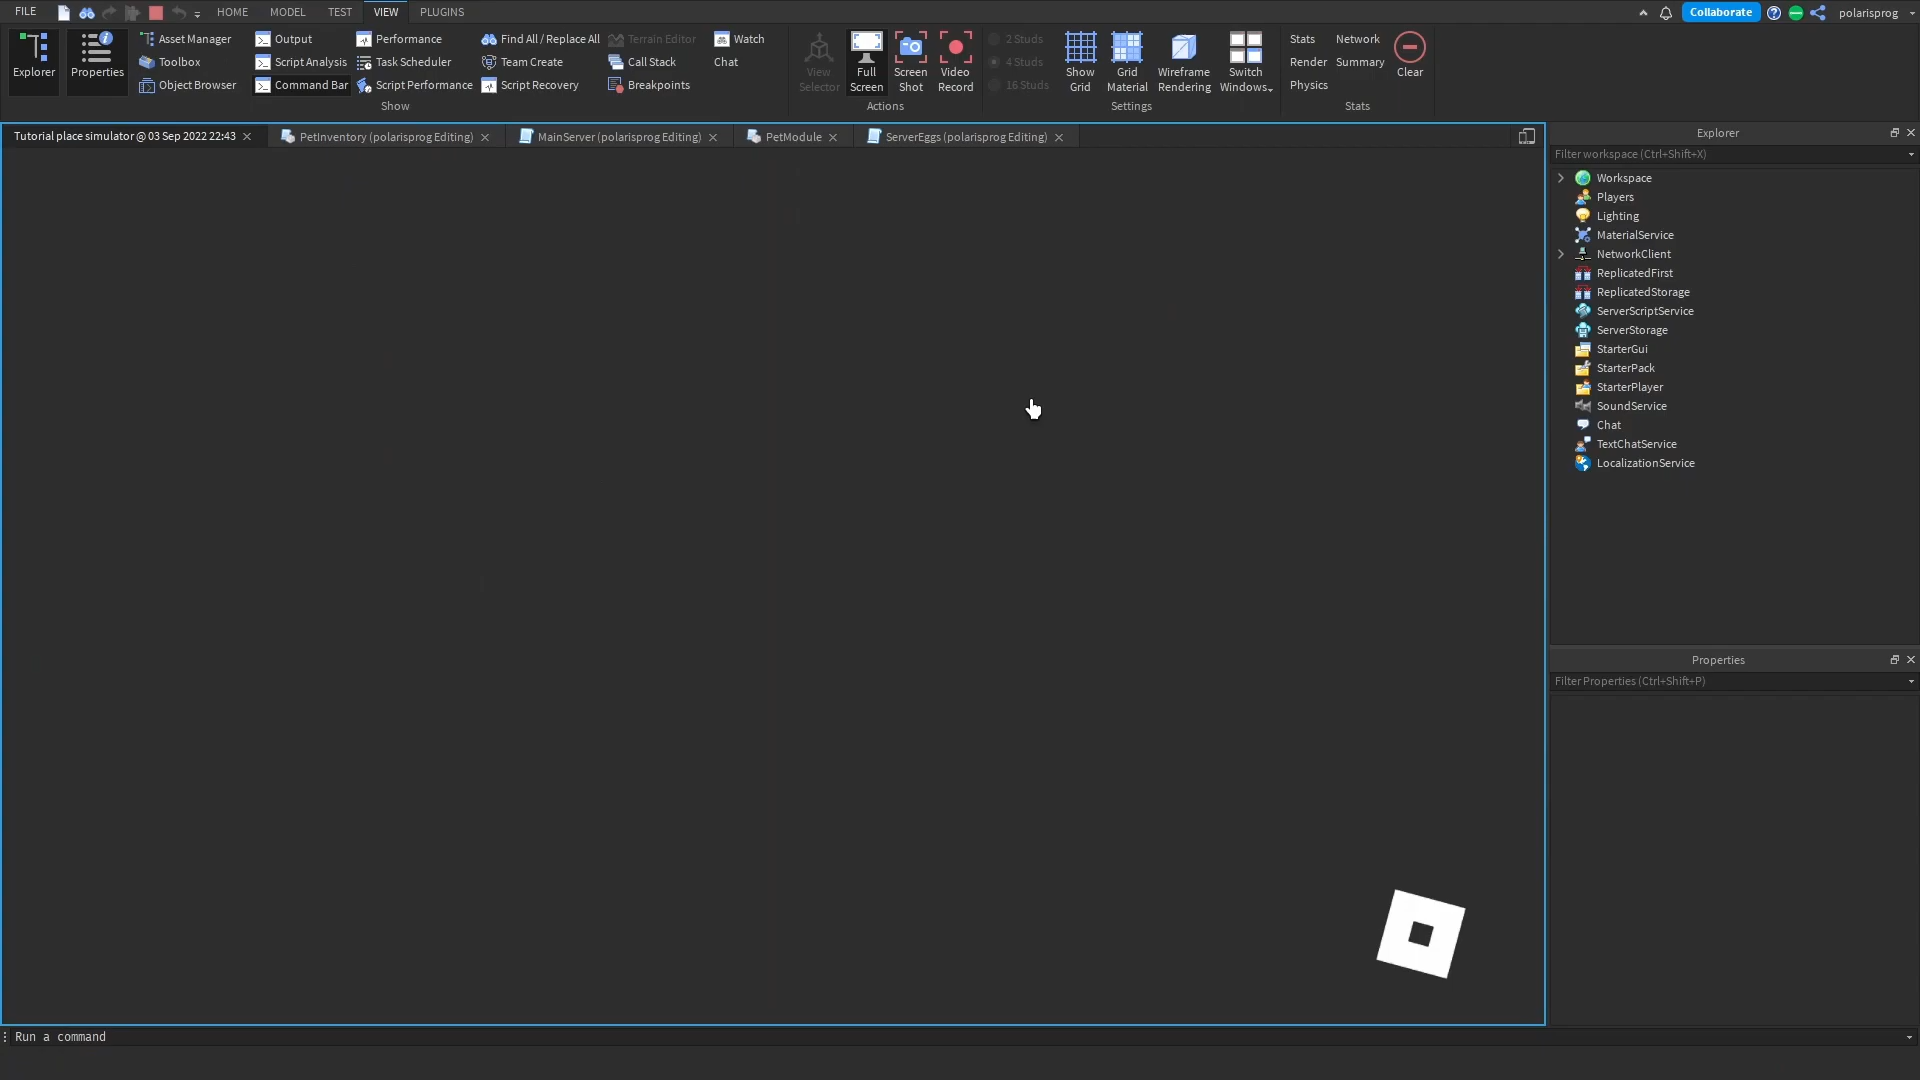 FILE HOME MODEL TEST VIEW PLUGINS Collaborate polarisprog
Explorer
Properties
Asset Manager
Toolbox
Object Browser
Output
Script Analysis
Command Bar
Performance
Task Scheduler
Script Performance
Find All / Replace All
Team Create
Script Recovery
Terrain Editor
Call Stack
Breakpoints
Watch
Chat
Show
View
Selector
Full
Screen
Screen
Shot
Video
Record
Actions
2 Studs
4 Studs
16 Studs
Show
Grid
Grid
Material
Wireframe
Rendering
Switch
Windows
Settings
Stats
Render
Physics
Network
Summary
Clear
Stats
Tutorial place simulator @ 03 Sep 2022 22:43
PetInventory (polarisprog Editing)
MainServer (polarisprog Editing)
PetModule
ServerEggs (polarisprog Editing)
Explorer
Filter workspace (Ctrl+Shift+X)
Workspace
Players
Lighting
MaterialService
NetworkClient
ReplicatedFirst
ReplicatedStorage
ServerScriptService
ServerStorage
StarterGui
StarterPack
StarterPlayer
SoundService
Chat
TextChatService
LocalizationService
Properties
Filter Properties (Ctrl+Shift+P)
Run a command